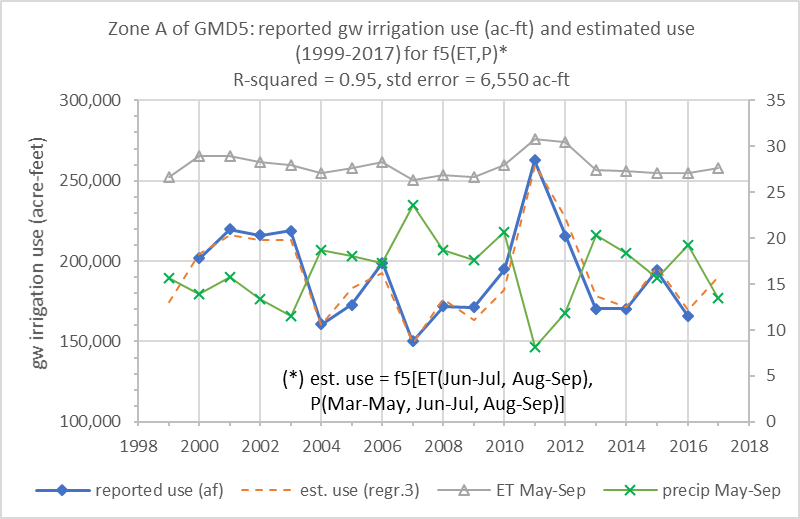 Zone A of GMD5: reported gw irrigation use (ac-ft) and estimated use
(1999-2017) for f5(ET,P)*
R-squared = 0.95, std error = 6,550 ac-ft
300,000
250,000
200,000
150,000
100,000
gw irrigation use (acre-feet)
35
30
25
20
15
10
5
0
(*) est. use = f5[ET(Jun-Jul, Aug-Sep),
P(Mar-May, Jun-Jul, Aug-Sep)]
1998 2000 2002 2004 2006 2008 2010 2012 2014 2016 2018
reported use (af) est. use (regr.3) ET May-Sep precip May-Sep